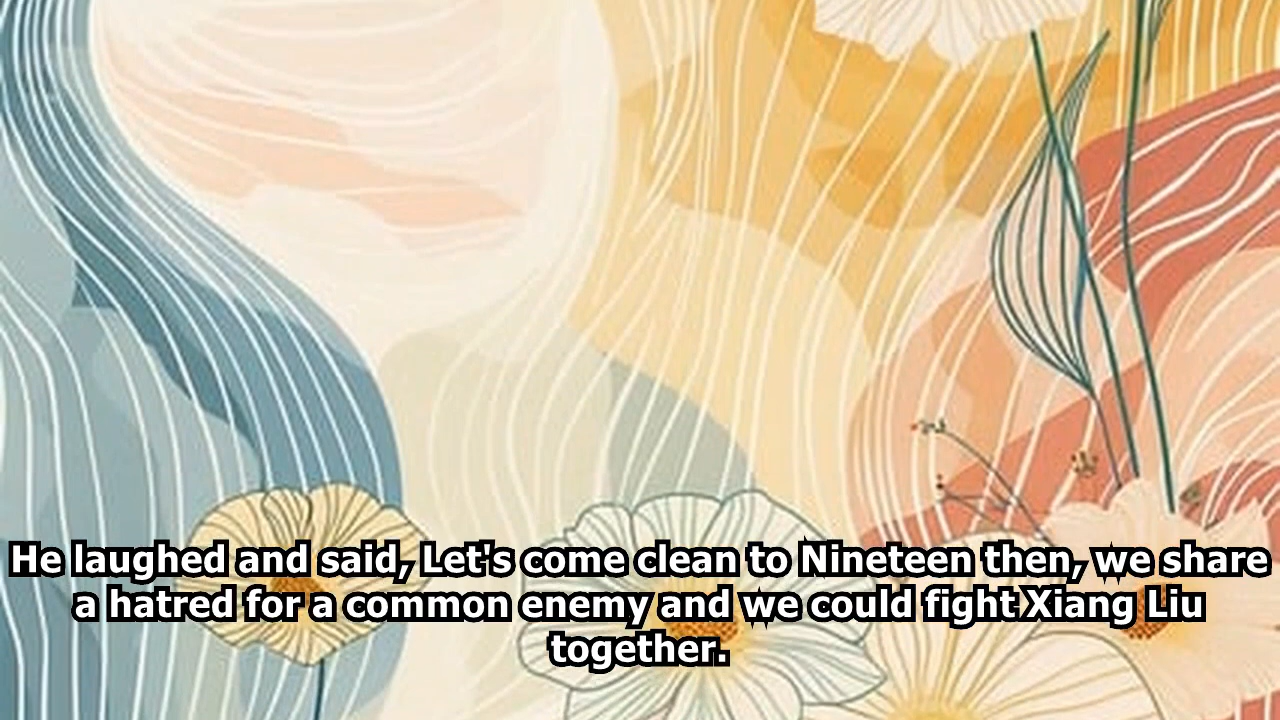 He laughed and said, Let's come clean to Nineteen then, we share
a hatred for a common enemy and we could fight Xiang Liu
together.